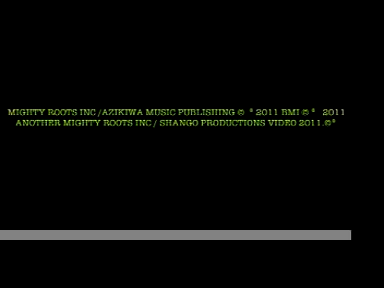 MIGHTY ROOTS INC /AZIKIWA MUSIC PUBLISHING © ® 2011 BMI © ® 2011
ANOTHER MIGHTY ROOTS INC / SHANGO PRODUCTIONS VIDEO 2011.©®